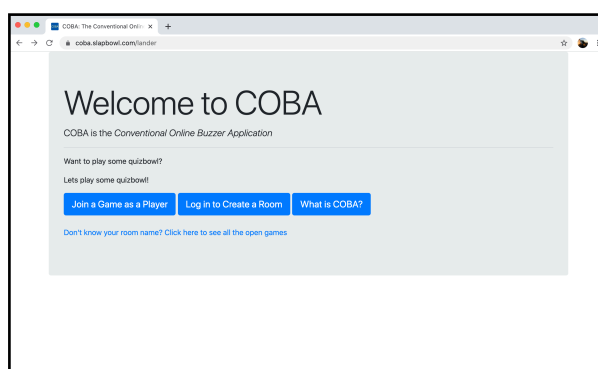 COBA: The Conventional Onlin
coba.slapbowl.com/lander
Welcome to COBA
COBA is the Conventional Online Buzzer Application
Want to play some quizbowl?
Lets play some quizbowl!
Join a Game as a Player Log in to Create a Room What is COBA?
Don't know your room name? Click here to see all the open games